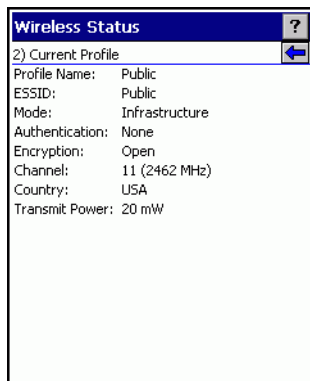 Wireless Status ?
2) Current Profile
Profile Name: Public
ESSID: Public
Mode: Infrastructure
Authentication: None
Encryption: Open
Channel: 11 (2462 MHz)
Country: USA
Transmit Power: 20 mW